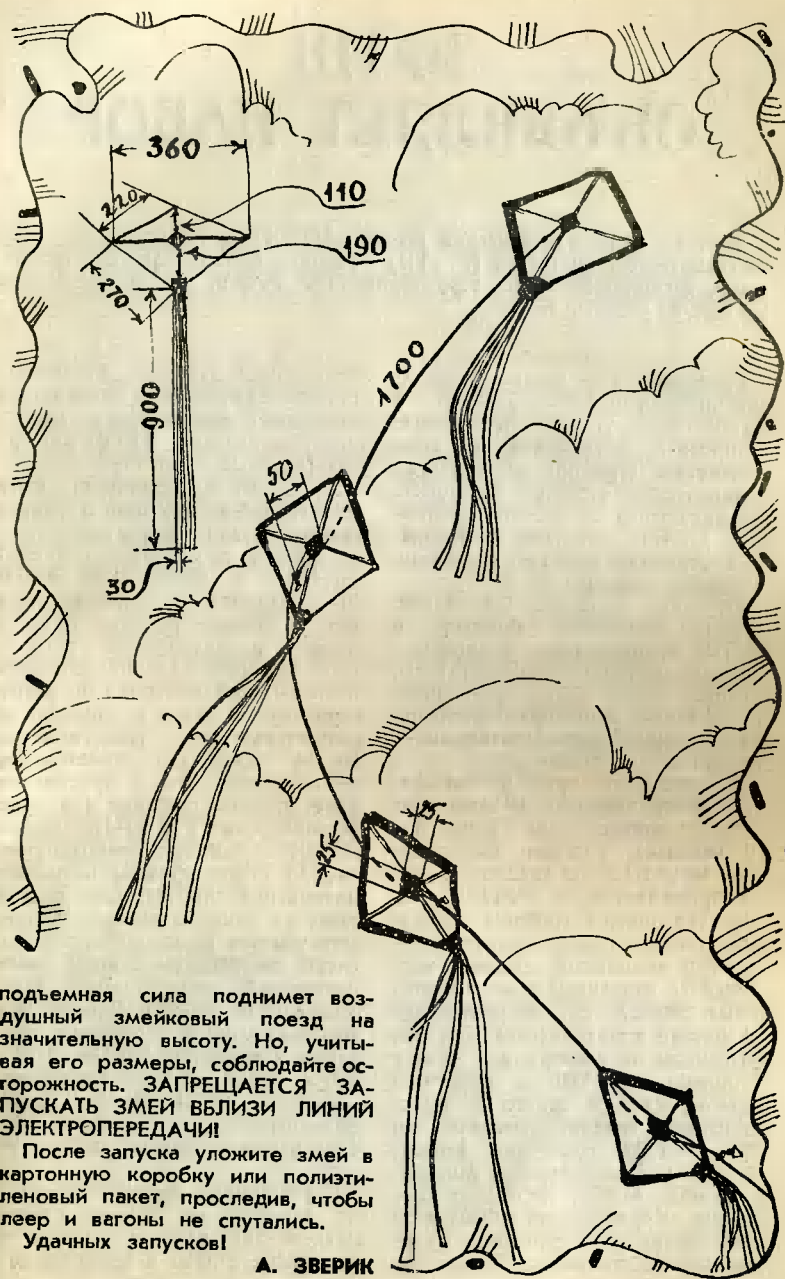 360
110
220
190
270
900
30
1700
50
25
25
подъемная сила поднимет воз-
душный змейковый поезд на
значительную высоту. Но, учиты-
вая его размеры, соблюдайте ос-
торожность. ЗАПРЕЩАЕТСЯ ЗА-
ПУСКАТЬ ЗМЕЙ ВБЛИЗИ ЛИНИЙ
ЭЛЕКТРОПЕРЕДАЧИ!
После запуска уложите змей в
картонную коробку или полиэти-
леновый пакет, проследив, чтобы
леер и вагоны не спутались.
Удачных запусков!
А. ЗВЕРИК